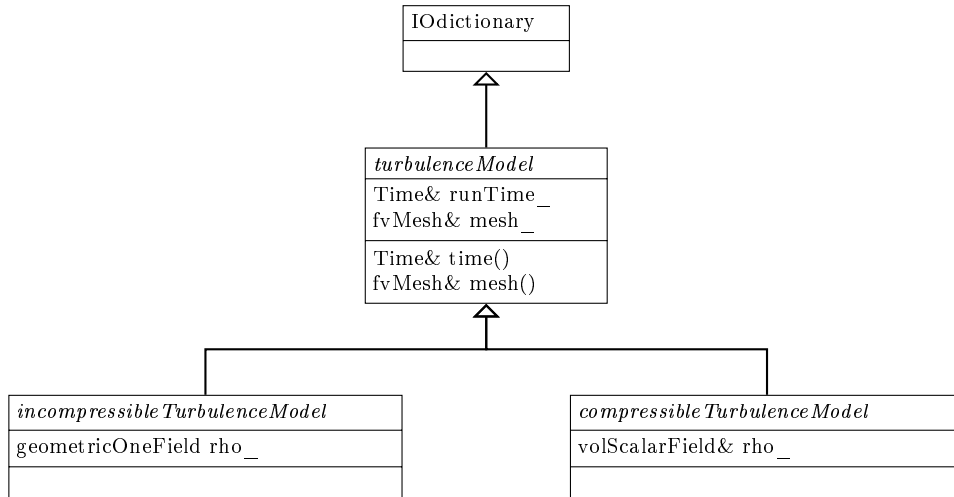 IOdictionary
turbulenceModel
Time& runTime_
fvMesh& mesh_
Time& time()
fvMesh& mesh()
incompressibleTurbulenceModel
geometricOneField rho_
compressibleTurbulenceModel
volScalarField& rho_